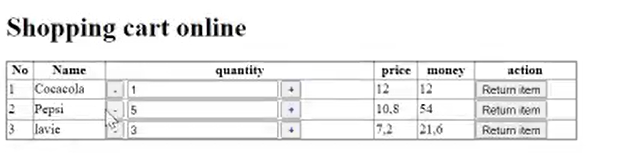 Shopping cart online
No Name quantity price money action
1 Cocacola - 1 + 12 12 Return item
2 Pepsi - 5 + 10,8 54 Return item
3 lavie - 3 + 7,2 21,6 Return item